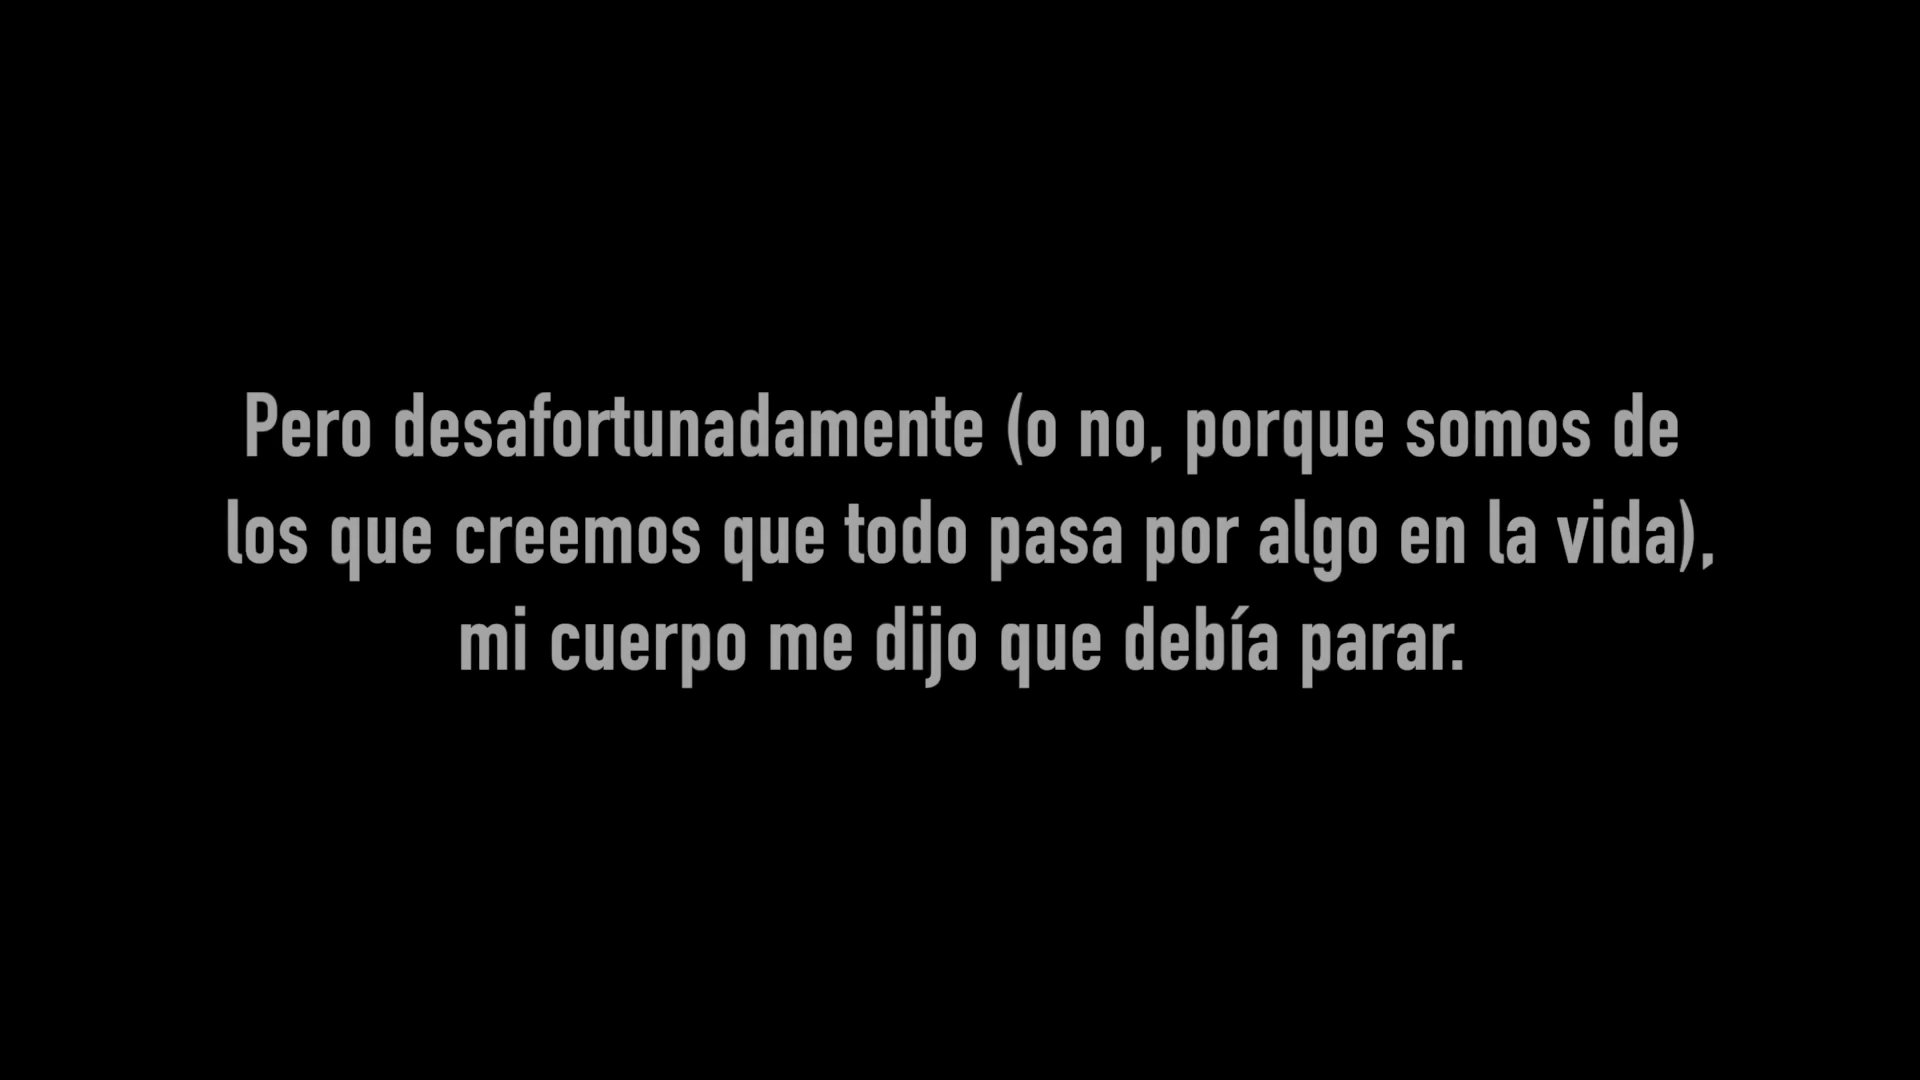 Pero desafortunadamente (o no, porque somos de
los que creemos que todo pasa por algo en la vida),
mi cuerpo me dijo que debía parar.